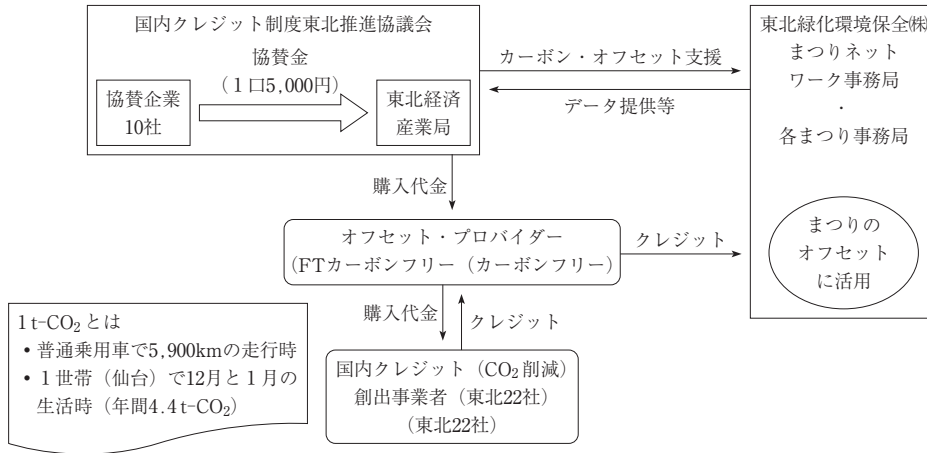 国内クレジット制度東北推進協議会
協賛金
（１口5,000円）
協賛企業
10社
東北経済
産業局
カーボン・オフセット支援
データ提供等
東北緑化環境保全㈱
まつりネット
ワーク事務局
・
各まつり事務局
購入代金
オフセット・プロバイダー
（FTカーボンフリー（カーボンフリー）
クレジット
まつりの
オフセット
に活用
購入代金
クレジット
国内クレジット（CO₂削減）
創出事業者（東北22社）
（東北22社）
１t-CO₂とは
• 普通乗用車で5,900kmの走行時
• １世帯（仙台）で12月と１月の
生活時（年間4.4t-CO₂）